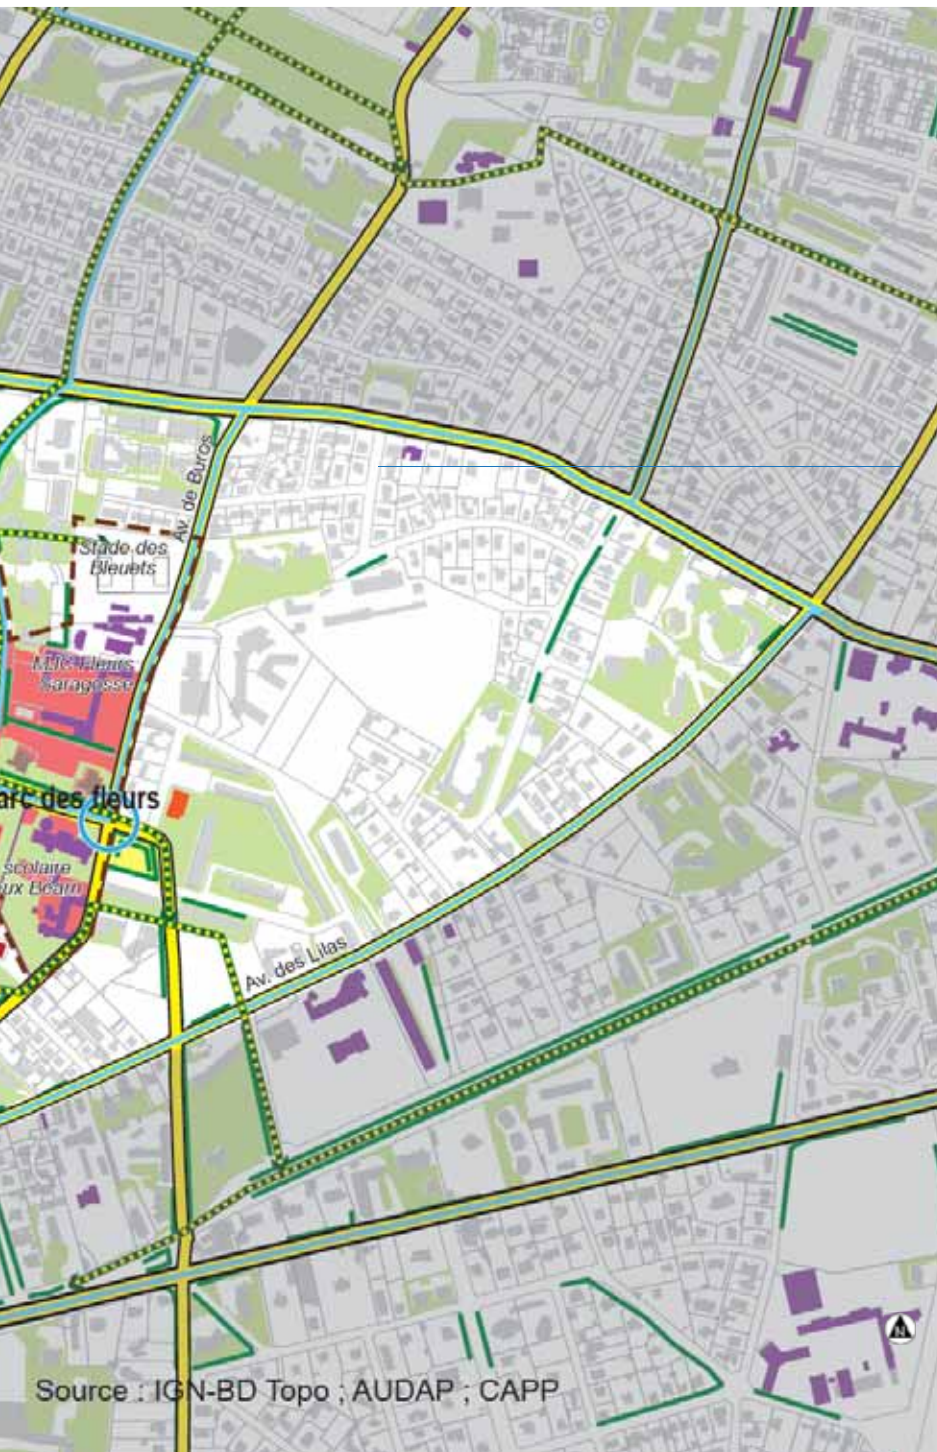 Av. de Buros
Stade des
Bleuets
MJC Fleurs
Saragosse
arc des fleurs
scolaire
ux Béarn
Av. des Lilas
N
Source : IGN-BD Topo ; AUDAP ; CAPP